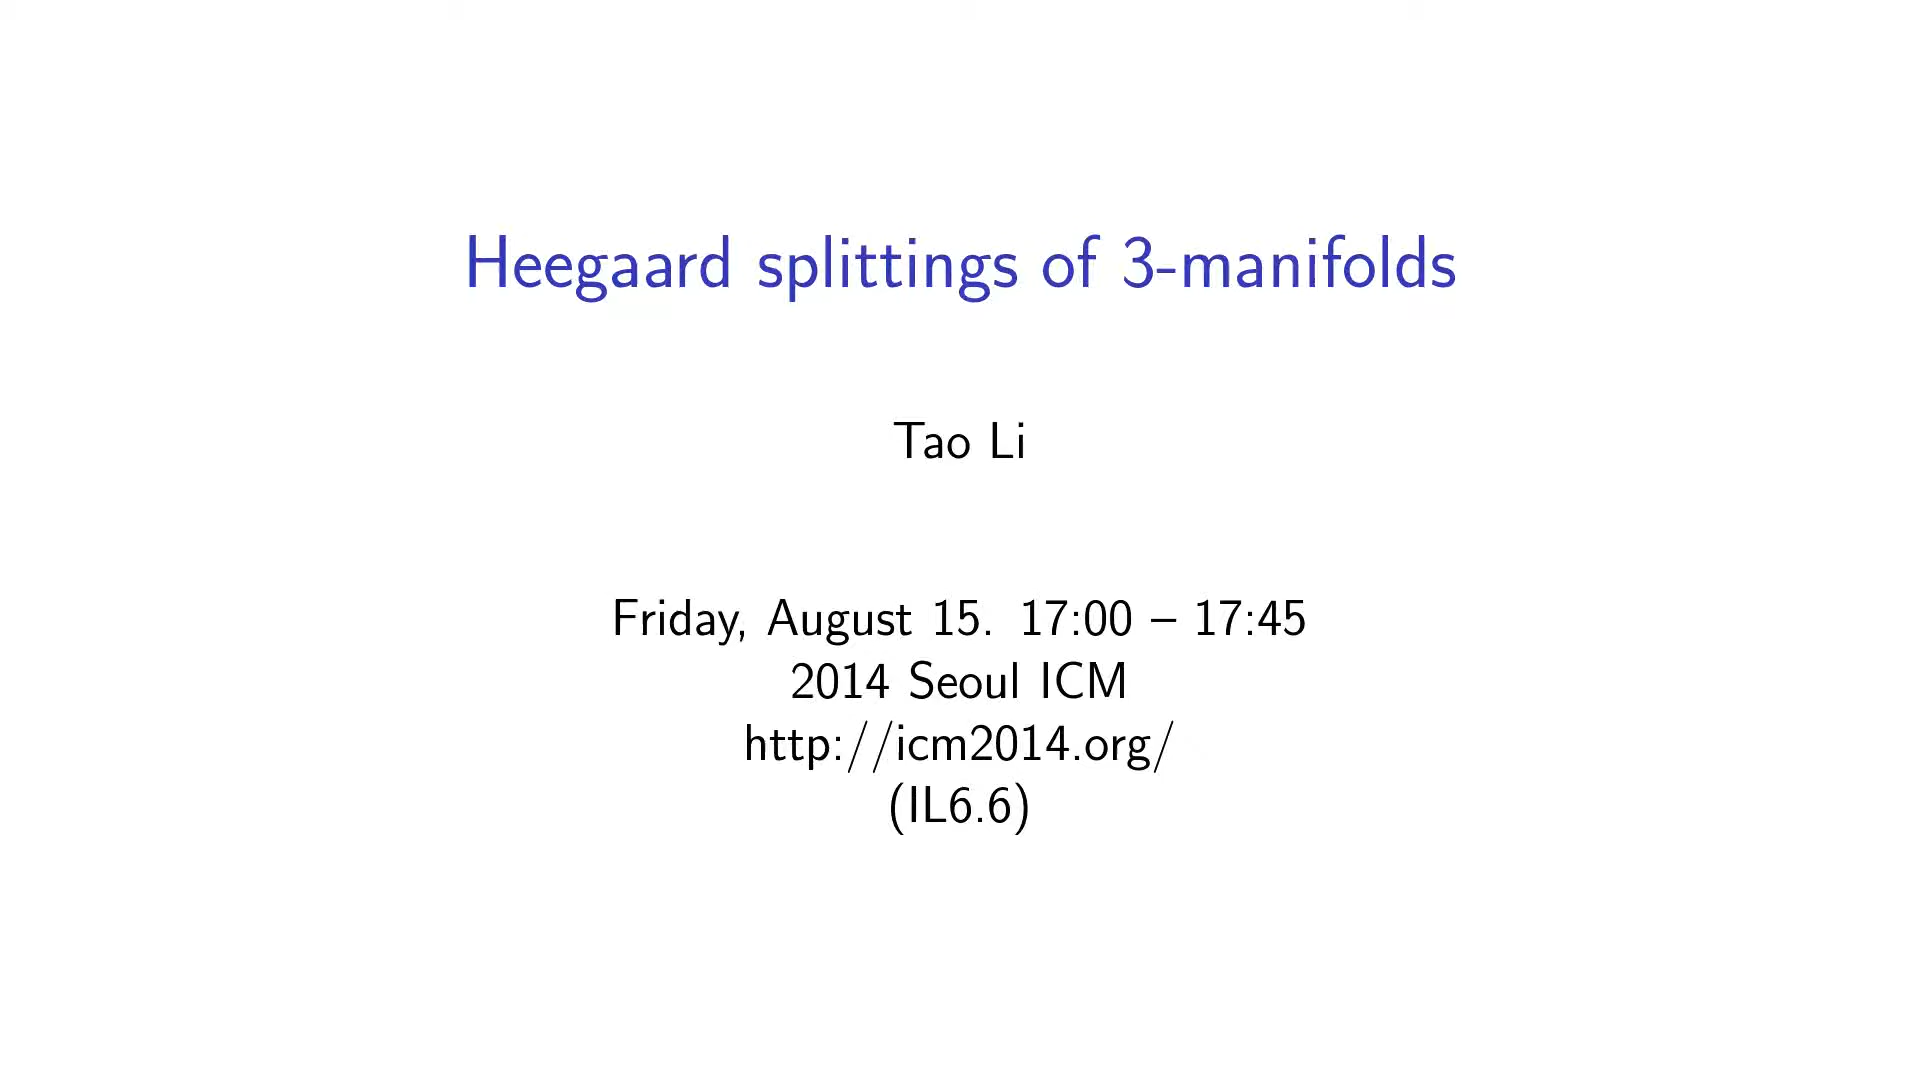 Heegaard splittings of 3-manifolds
Tao Li
Friday, August 15. 17:00 – 17:45
2014 Seoul ICM
http://icm2014.org/
(IL6.6)